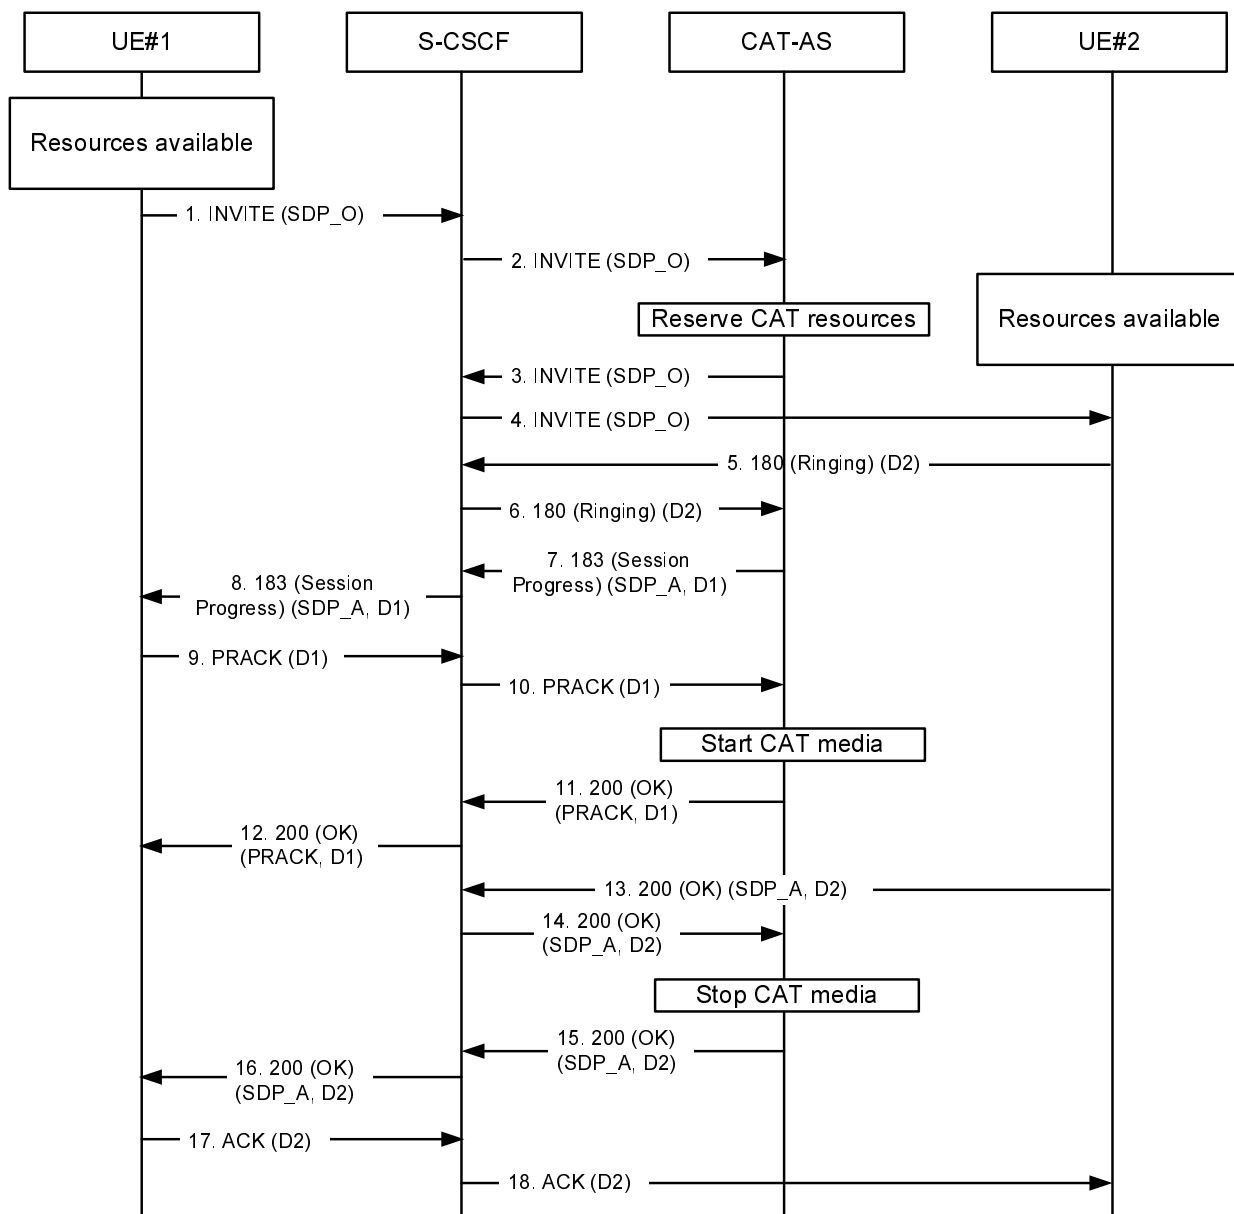 UE#1
S-CSCF
CAT-AS
UE#2
Resources available
1. INVITE (SDP_O)
2. INVITE (SDP_O)
Reserve CAT resources
Resources available
3. INVITE (SDP_O)
4. INVITE (SDP_O)
5. 180 (Ringing) (D2)
6. 180 (Ringing) (D2)
7. 183 (Session
Progress) (SDP_A, D1)
8. 183 (Session
Progress) (SDP_A, D1)
9. PRACK (D1)
10. PRACK (D1)
Start CAT media
11. 200 (OK)
(PRACK, D1)
12. 200 (OK)
(PRACK, D1)
13. 200 (OK) (SDP_A, D2)
14. 200 (OK)
(SDP_A, D2)
Stop CAT media
15. 200 (OK)
(SDP_A, D2)
16. 200 (OK)
(SDP_A, D2)
17. ACK (D2)
18. ACK (D2)